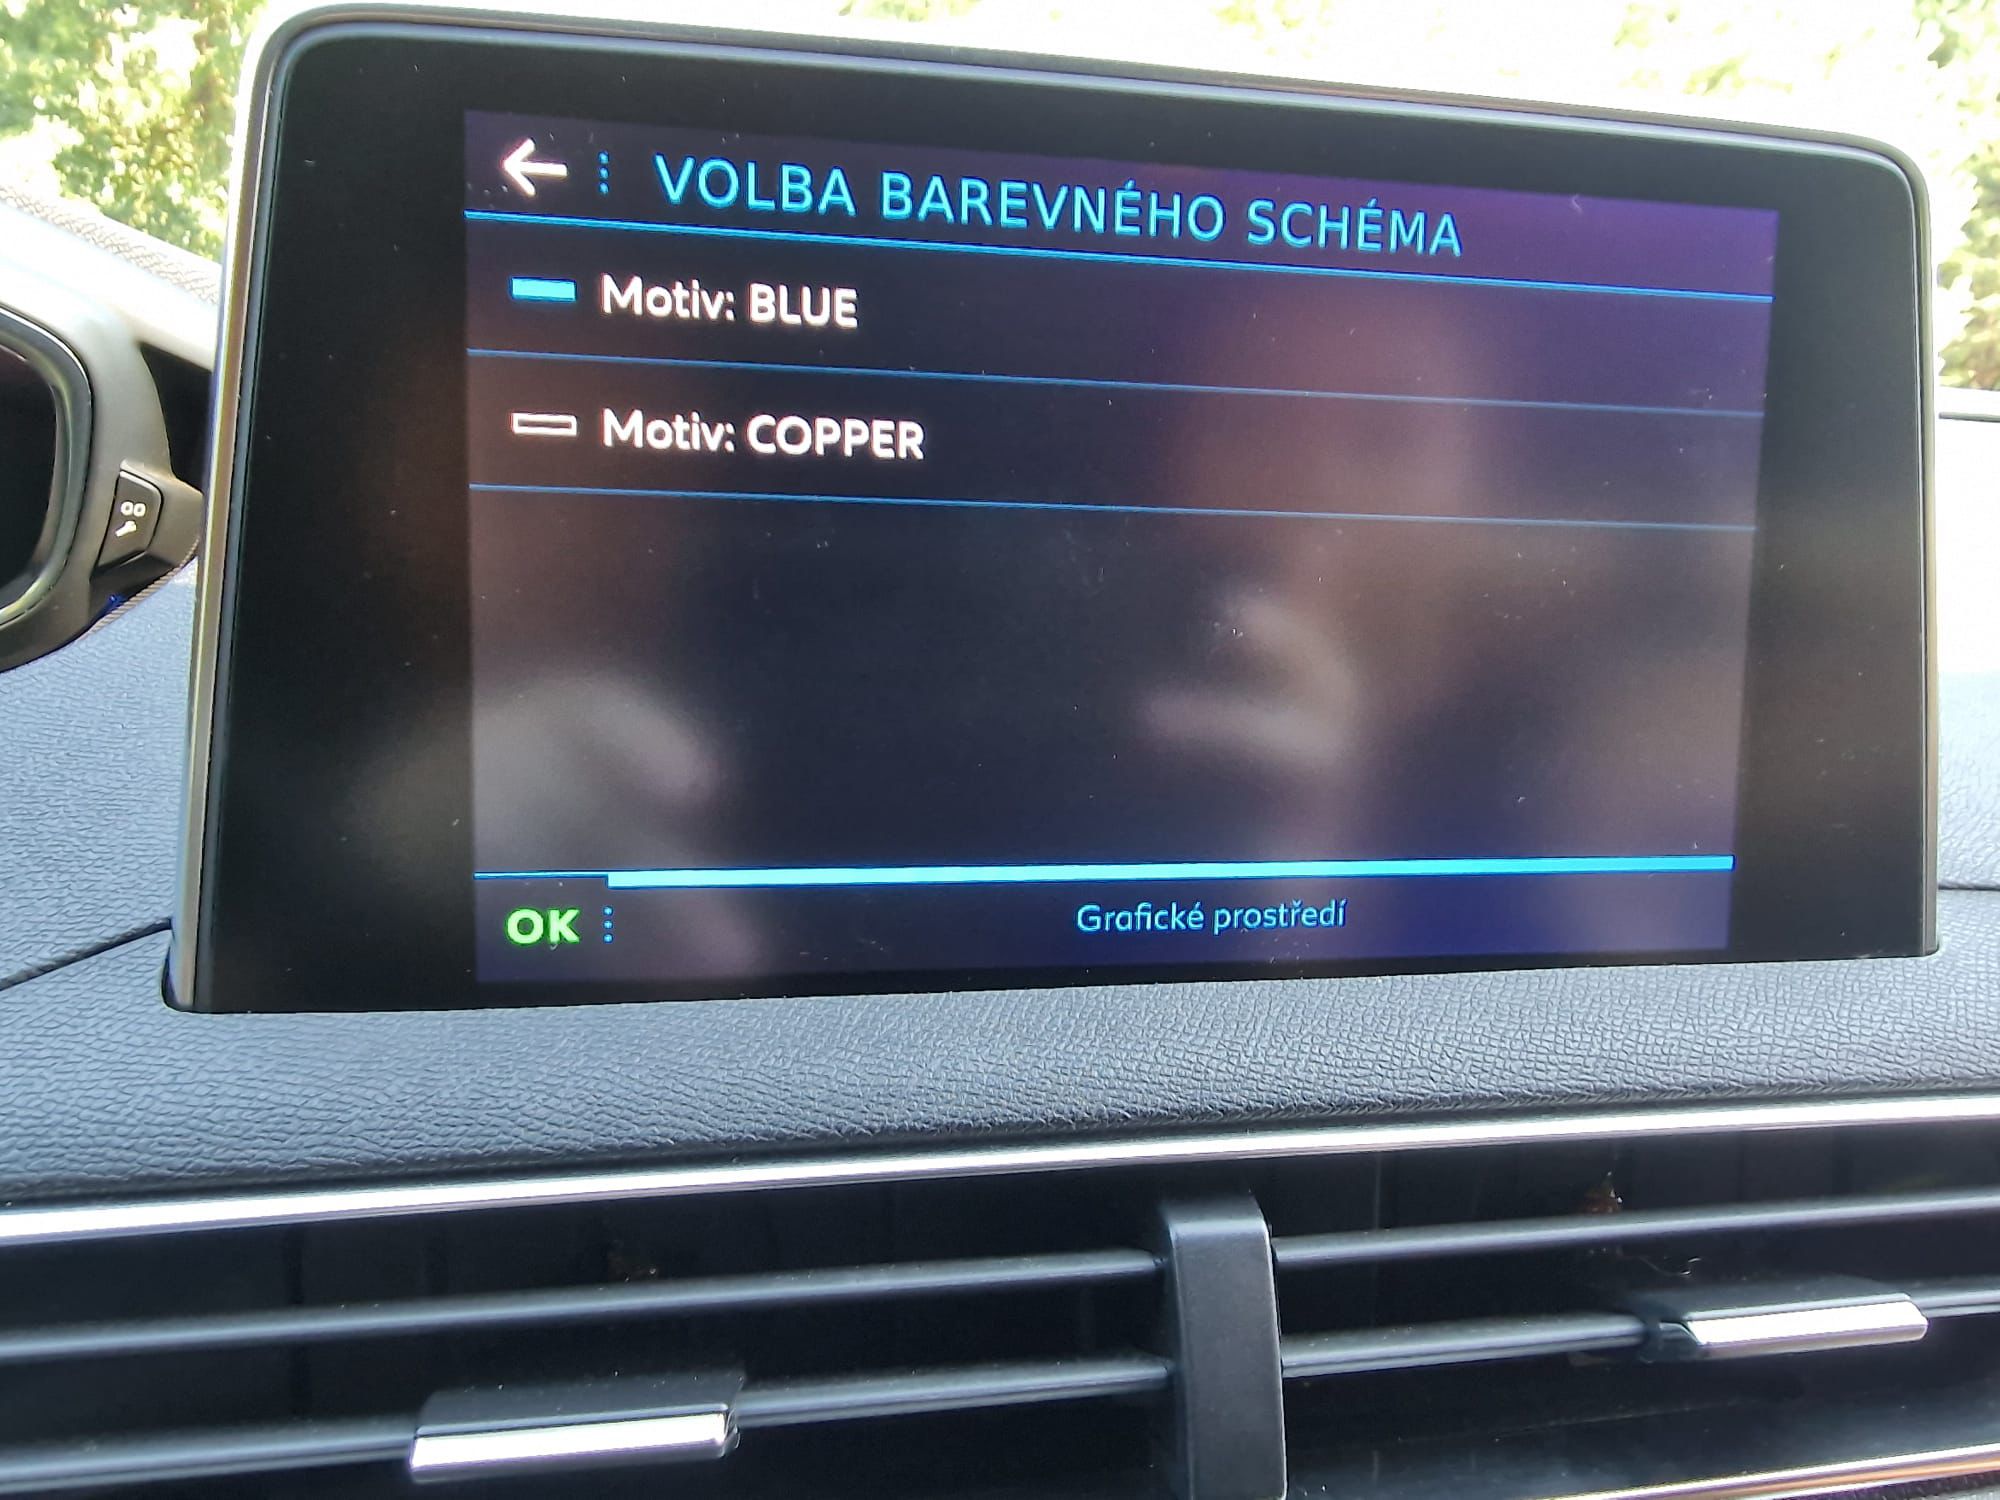 VOLBA BAREVNÉHO SCHÉMA
Motiv: BLUE
Motiv: COPPER
OK
Grafické prostředí